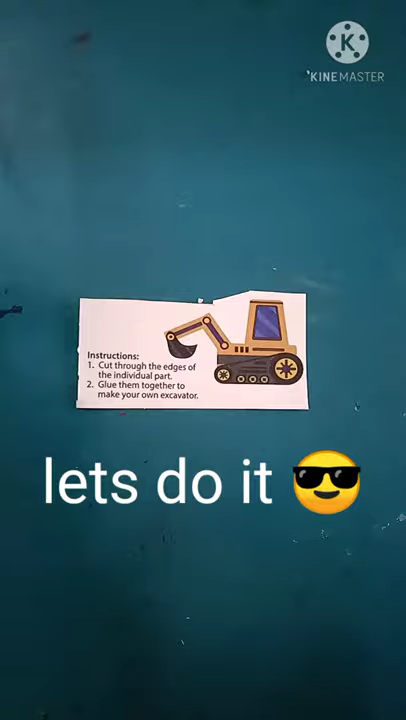 K
KINEMASTER
Instructions:
1. Cut through the edges of
the individual part.
2. Glue them together to
make your own excavator.
lets do it 😎